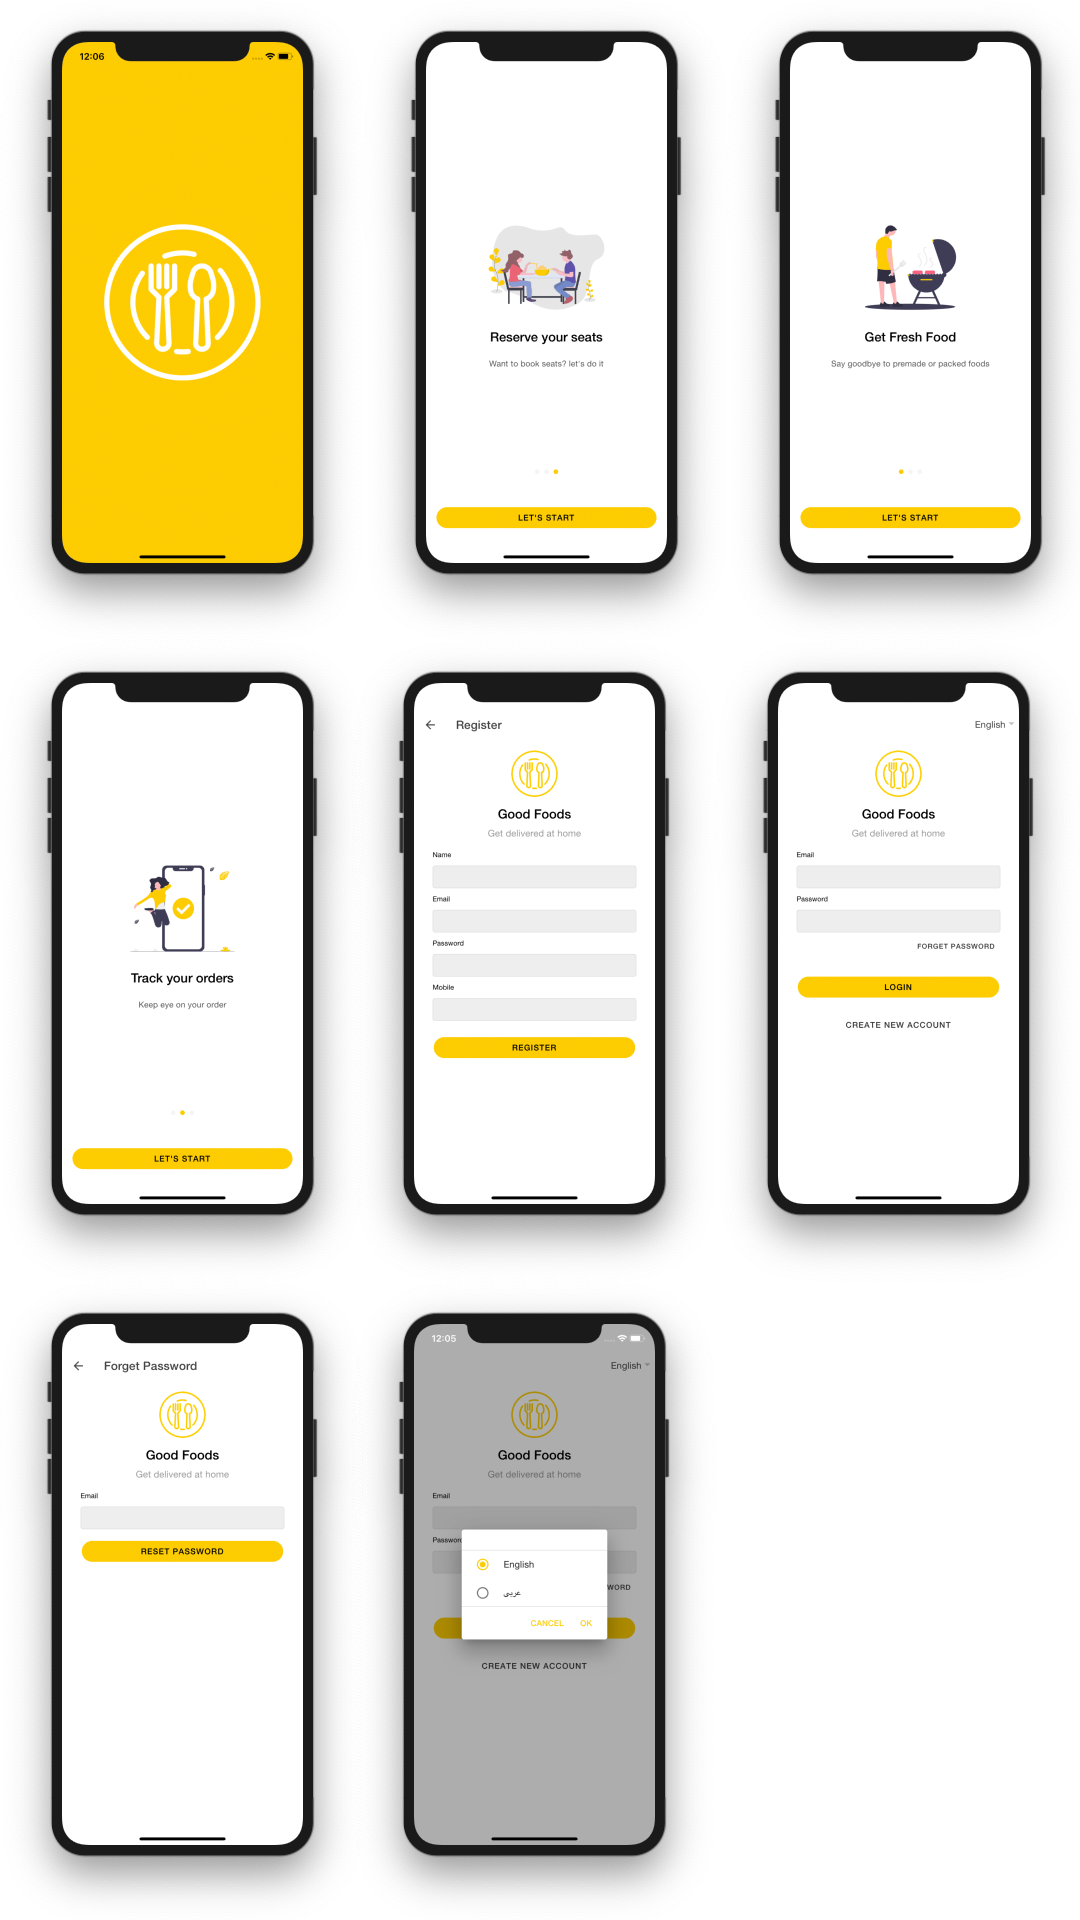 12:06
Reserve your seats
Want to book seats? let's do it
LET'S START
Get Fresh Food
Say goodbye to premade or packed foods
LET'S START
Track your orders
Keep eye on your order
LET'S START
Register
Good Foods
Get delivered at home
Name
Email
Password
Mobile
REGISTER
English
Good Foods
Get delivered at home
Email
Password
FORGET PASSWORD
LOGIN
CREATE NEW ACCOUNT
Forget Password
Good Foods
Get delivered at home
Email
RESET PASSWORD
12:05
English
Good Foods
Get delivered at home
Email
Passwor
English
WORD
عربى
CANCEL OK
CREATE NEW ACCOUNT